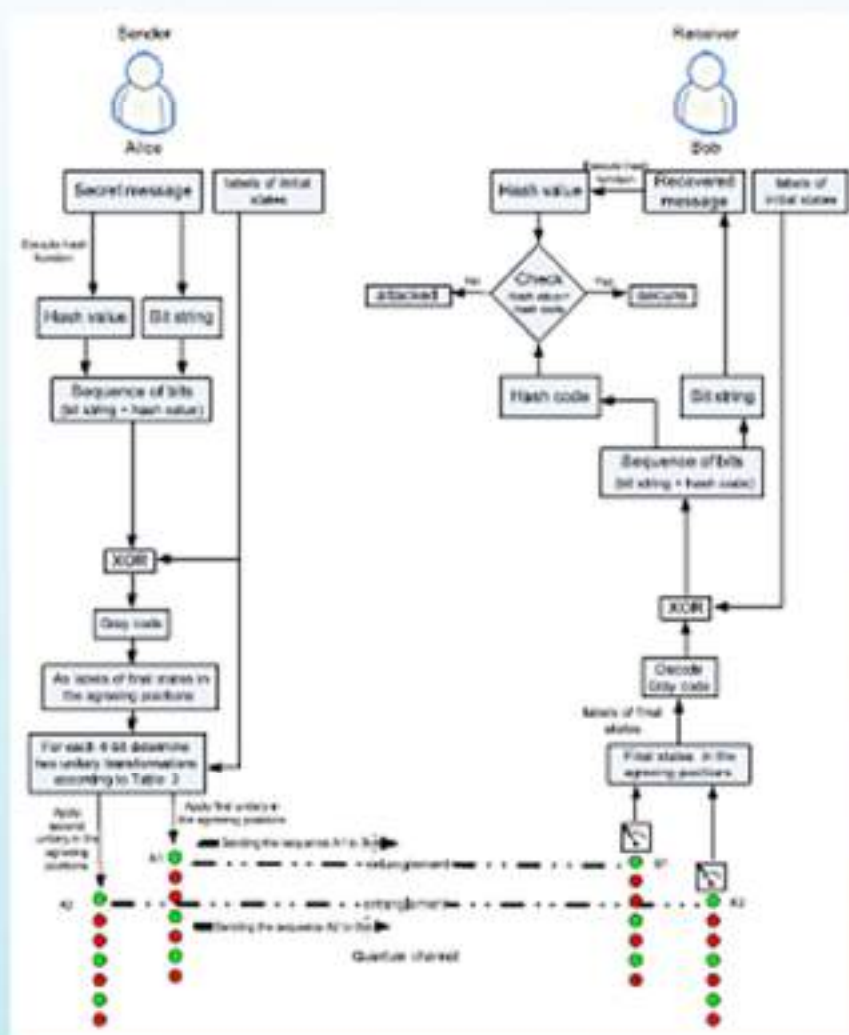 Sender
Alice
Secret message
labels of initial
states
Execute hash
function
Hash value
Bit string
Sequence of bits
(bit string + hash value)
XOR
Gray code
As labels of final states in
the agreeing positions
For each 4-bit determine
two unitary transformations
according to Table 3
Apply
second
unitary in the
agreeing
positions
Apply first unitary in
the agreeing positions
A1
A2
Receiver
Bob
Hash value
Execute hash
function
Recovered
message
labels of
initial states
Check
Hash value=
hash code
No
attacked
Yes
secure
Hash code
Bit string
Sequence of bits
(bit string + hash code)
XOR
Decode
Gray code
labels of final
states
Final states in the
agreeing positions
Sending the sequence A1 to Bob
entanglement
entanglement
A2
Sending the sequence A2 to Bob
Quantum channel